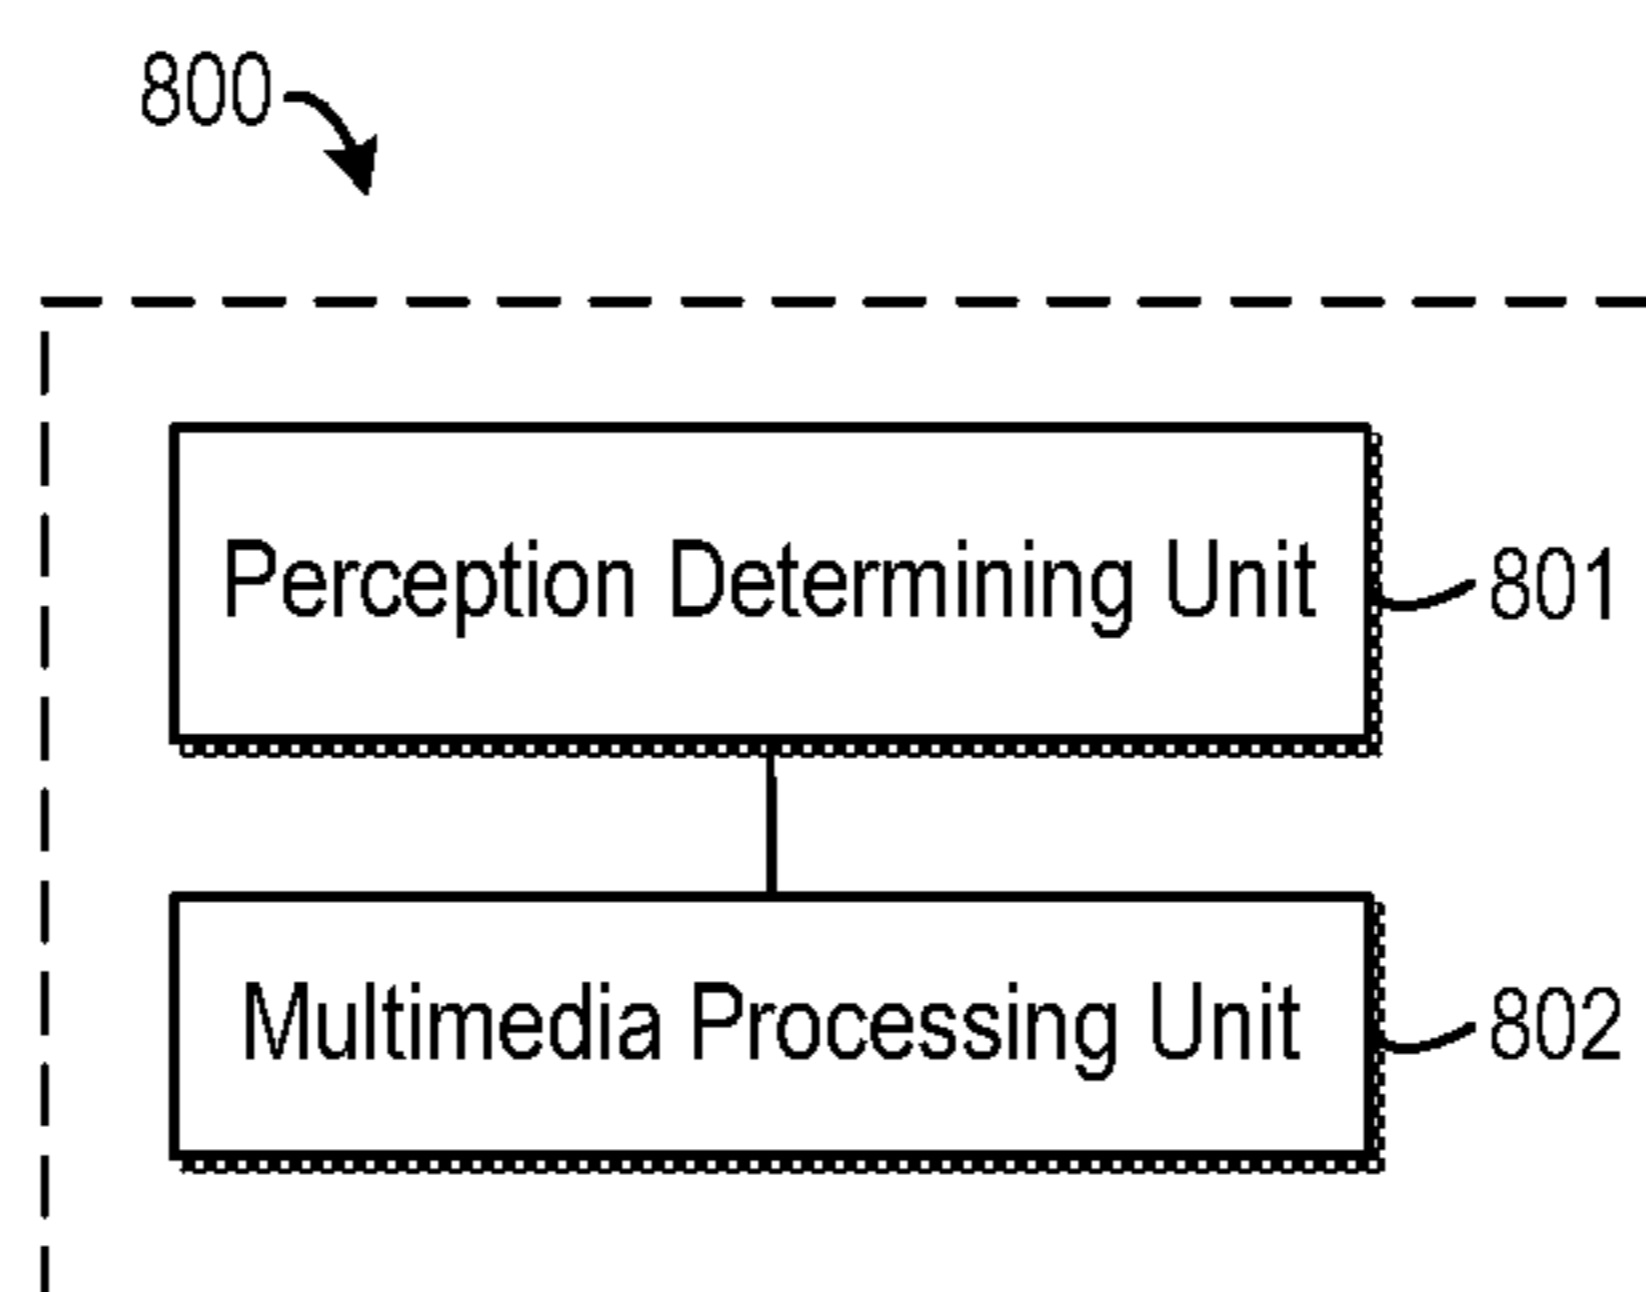 800
Perception Determining Unit
801
Multimedia Processing Unit
802